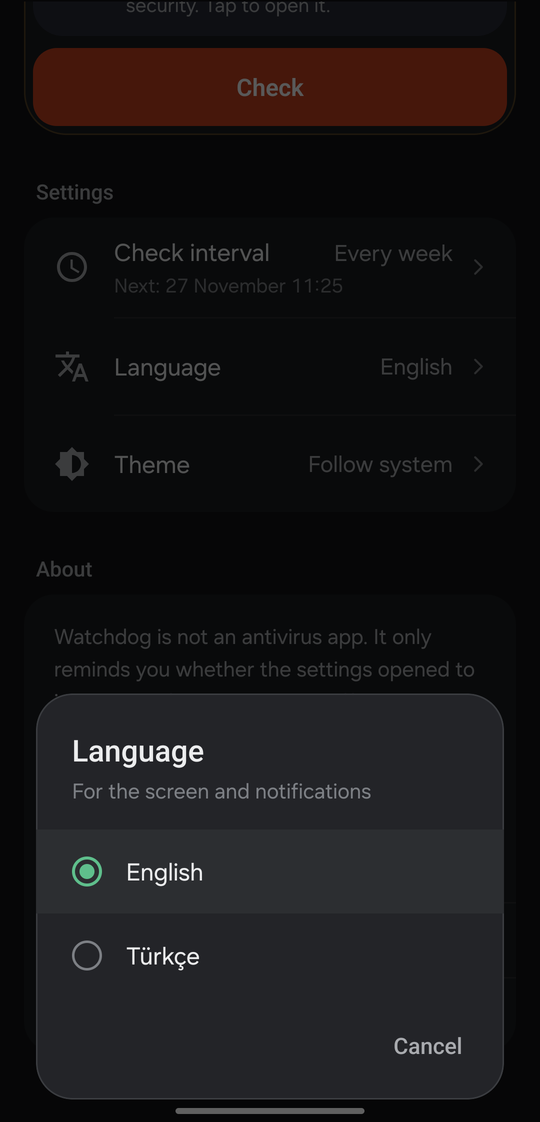 security. Tap to open it.
Check
Settings
Check interval
Every week
Next: 27 November 11:25
Language
English
Theme
Follow system
About
Watchdog is not an antivirus app. It only
reminds you whether the settings opened to
Language
For the screen and notifications
English
Türkçe
Cancel